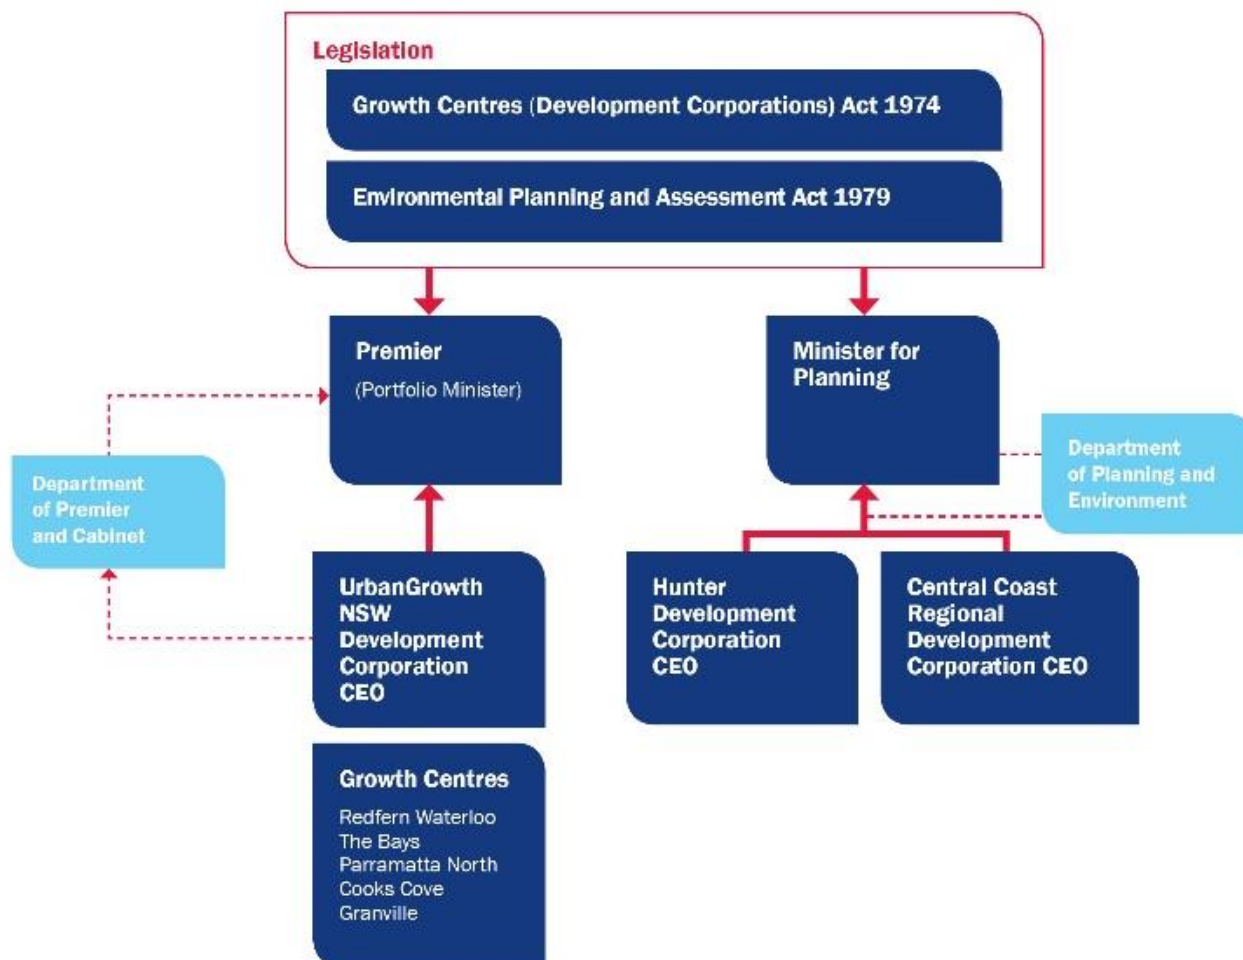 Legislation
Growth Centres (Development Corporations) Act 1974
Environmental Planning and Assessment Act 1979
Premier
(Portfolio Minister)
Minister for
Planning
Department
of Premier
and Cabinet
Department
of Planning and
Environment
UrbanGrowth
NSW
Development
Corporation
CEO
Hunter
Development
Corporation
CEO
Central Coast
Regional
Development
Corporation CEO
Growth Centres
Redfern Waterloo
The Bays
Parramatta North
Cooks Cove
Granville